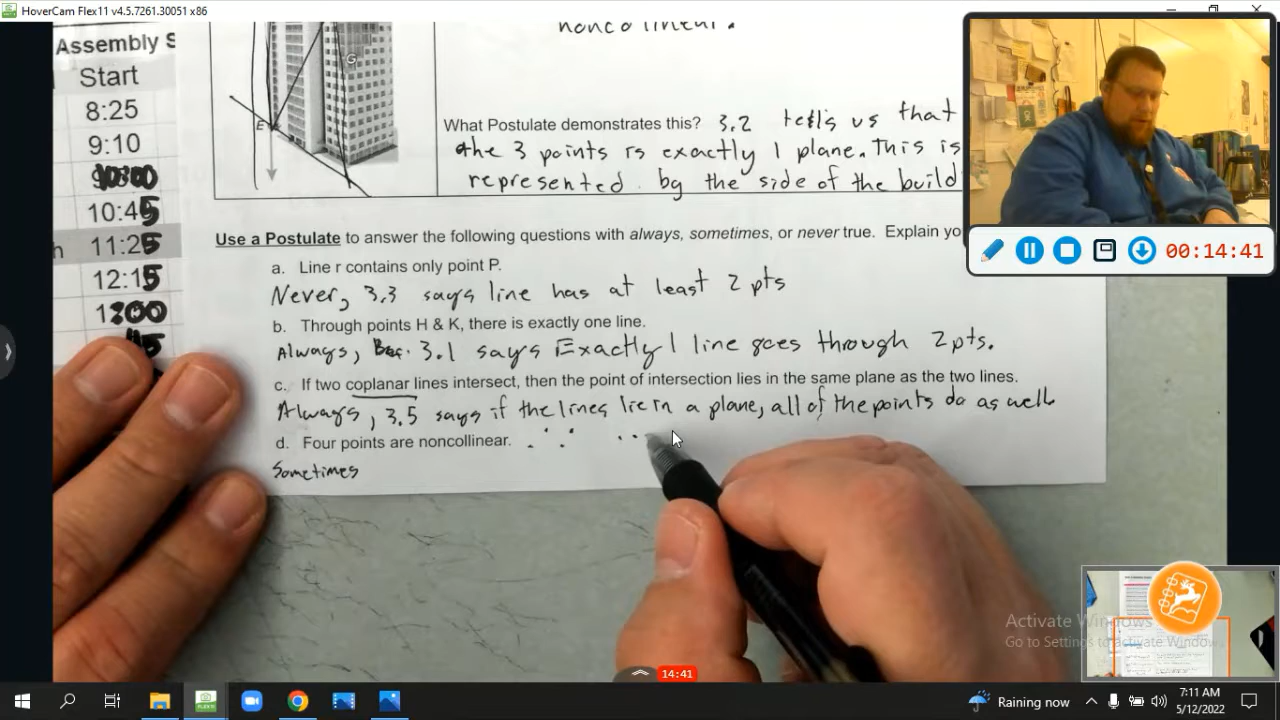 HoverCam Flex11 v4.5.7261.30051 x86
Assembly S
Start
8:25
9:10
10:45
11:25
12:15
noncolinear.
G
E
What Postulate demonstrates this? 3.2 tells us that
the 3 points is exactly 1 plane. This is
represented by the side of the build
Use a Postulate to answer the following questions with always, sometimes, or never true. Explain yo
a. Line r contains only point P.
Never, 3.3 says line has at least 2 pts
b. Through points H & K, there is exactly one line.
Always, 3.1 says Exactly 1 line goes through 2 pts.
c. If two coplanar lines intersect, then the point of intersection lies in the same plane as the two lines.
Always, 3.5 says if the lines lie in a plane, all of the points do as well
d. Four points are noncollinear.
Sometimes
00:14:41
Activate Windows
Go to Settings to activate Windows.
14:41
FLEX11
Raining now
7:11 AM
5/12/2022